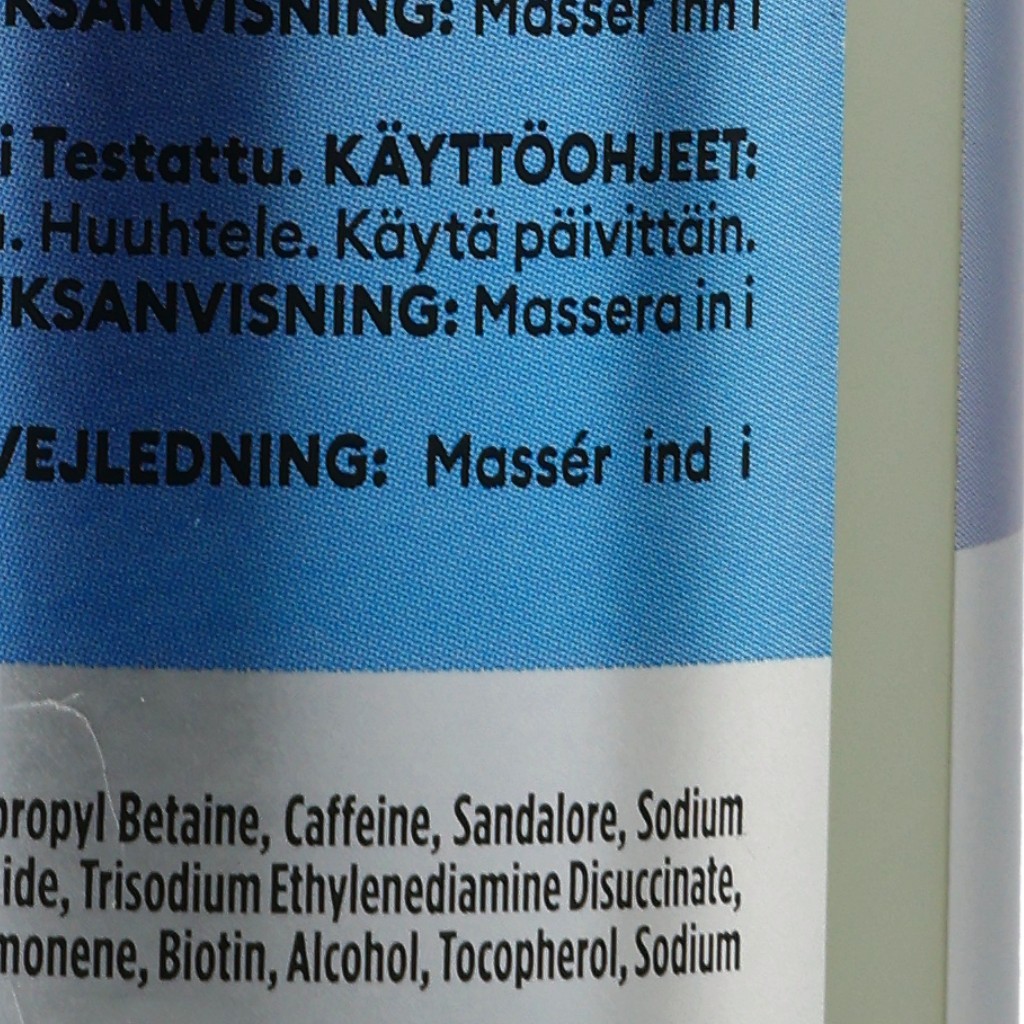 KSANVISNING: Masser inn i
i Testattu. KÄYTTÖOHJEET:
. Huuhtele. Käytä päivittäin.
UKSANVISNING: Massera in i
VEJLEDNING: Massér ind i
propyl Betaine, Caffeine, Sandalore, Sodium
ide, Trisodium Ethylenediamine Disuccinate,
monene, Biotin, Alcohol, Tocopherol, Sodium